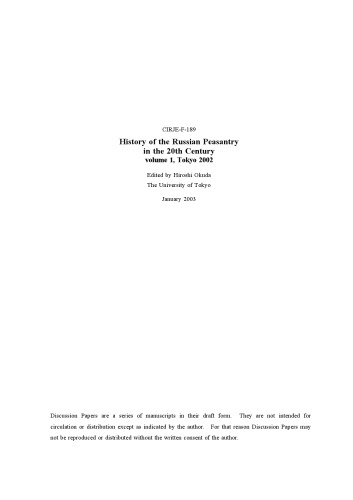 CIRJE-F-189
History of the Russian Peasantry
in the 20th Century
volume 1, Tokyo 2002
Edited by Hiroshi Okuda
The University of Tokyo
January 2003
Discussion Papers are a series of manuscripts in their draft form. They are not intended for
circulation or distribution except as indicated by the author. For that reason Discussion Papers may
not be reproduced or distributed without the written consent of the author.